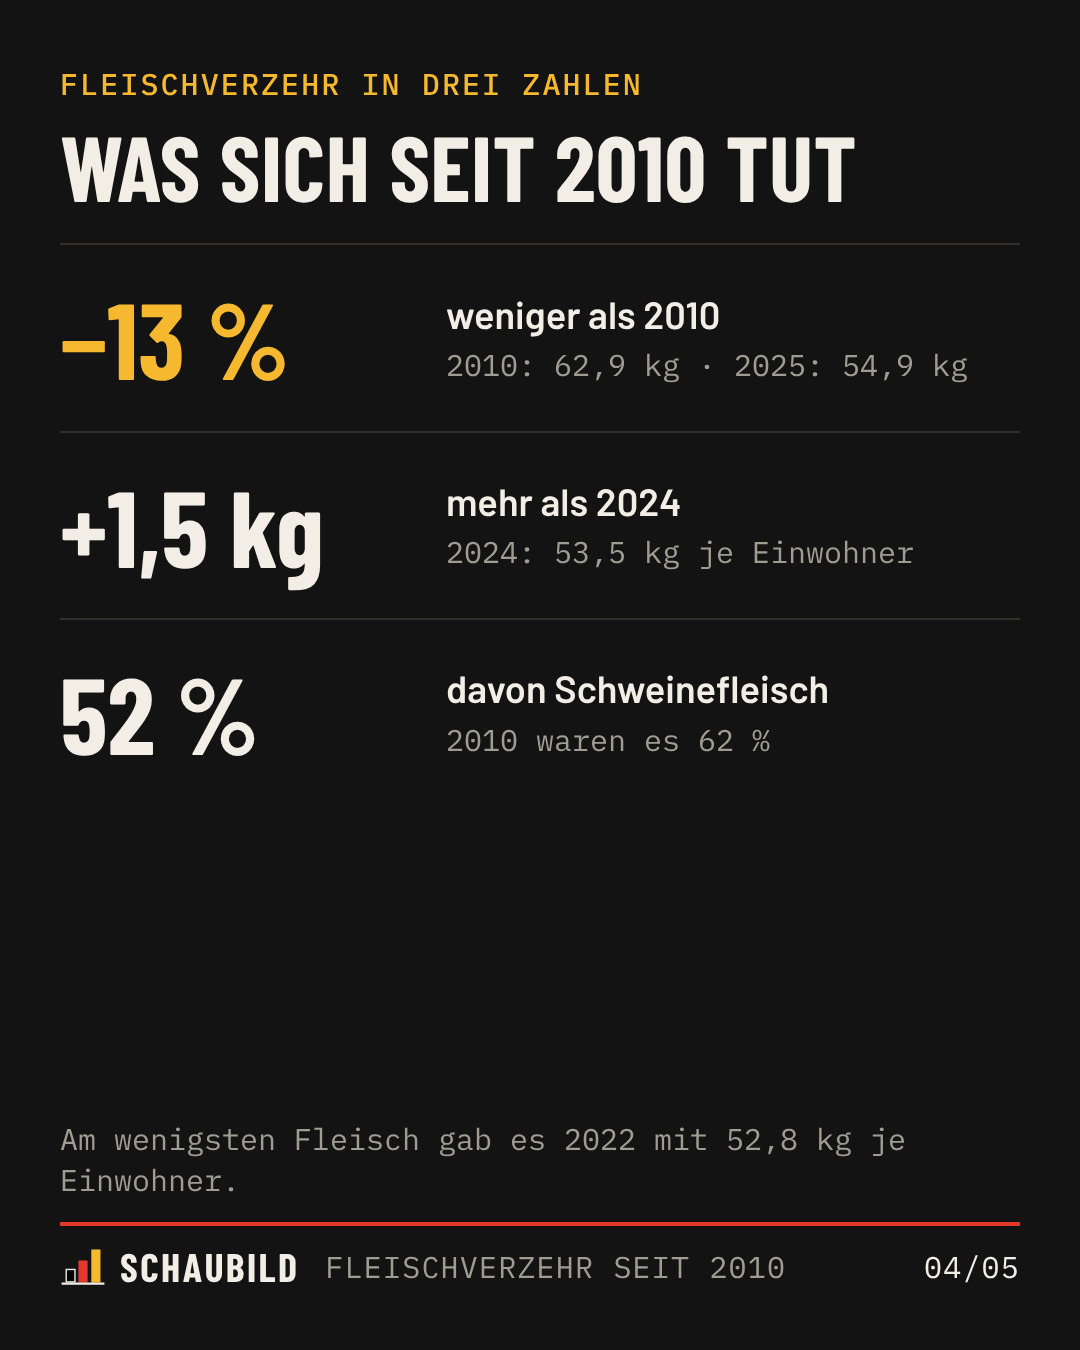 FLEISCHVERZEHR IN DREI ZAHLEN
WAS SICH SEIT 2010 TUT
−13 %
weniger als 2010
2010: 62,9 kg · 2025: 54,9 kg
+1,5 kg
mehr als 2024
2024: 53,5 kg je Einwohner
52 %
davon Schweinefleisch
2010 waren es 62 %
Am wenigsten Fleisch gab es 2022 mit 52,8 kg je
Einwohner.
SCHAUBILD FLEISCHVERZEHR SEIT 2010 04/05